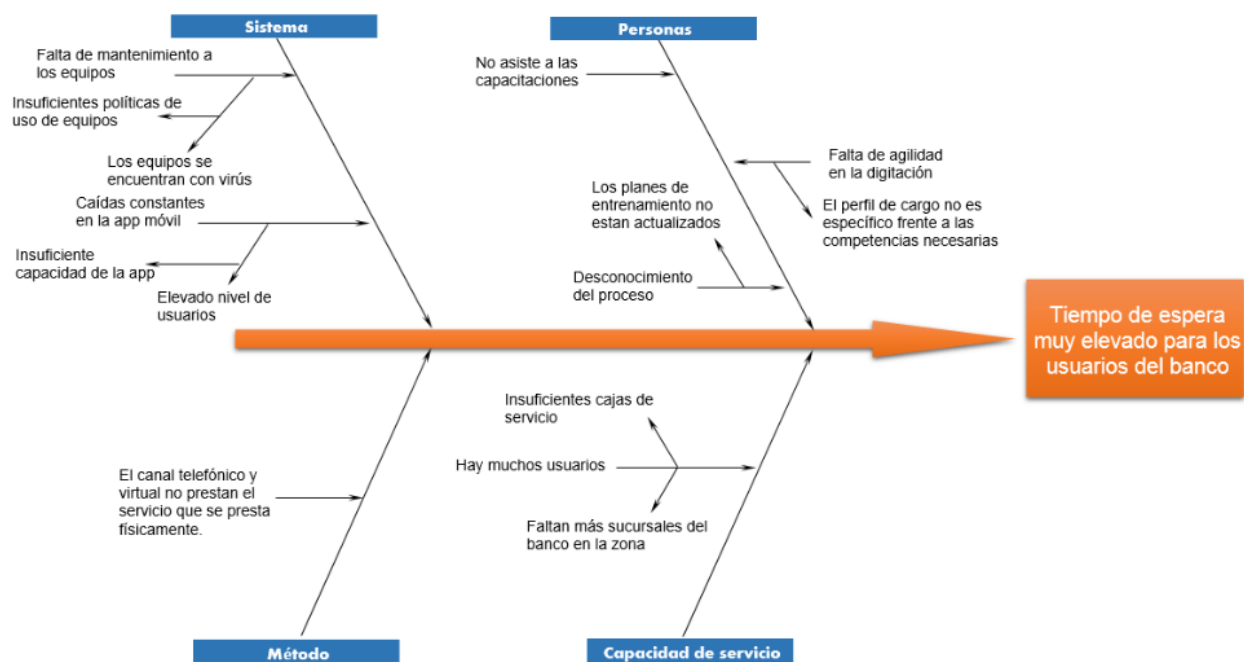 Sistema
Falta de mantenimiento a
los equipos
Insuficientes políticas de
uso de equipos
Los equipos se
encuentran con virús
Caídas constantes
en la app móvil
Insuficiente
capacidad de la app
Elevado nivel de
usuarios
Personas
No asiste a las
capacitaciones
Falta de agilidad
en la digitación
El perfil de cargo no es
específico frente a las
competencias necesarias
Los planes de
entrenamiento no
estan actualizados
Desconocimiento
del proceso
Tiempo de espera
muy elevado para los
usuarios del banco
El canal telefónico y
virtual no prestan el
servicio que se presta
físicamente.
Método
Insuficientes cajas de
servicio
Hay muchos usuarios
Faltan más sucursales del
banco en la zona
Capacidad de servicio